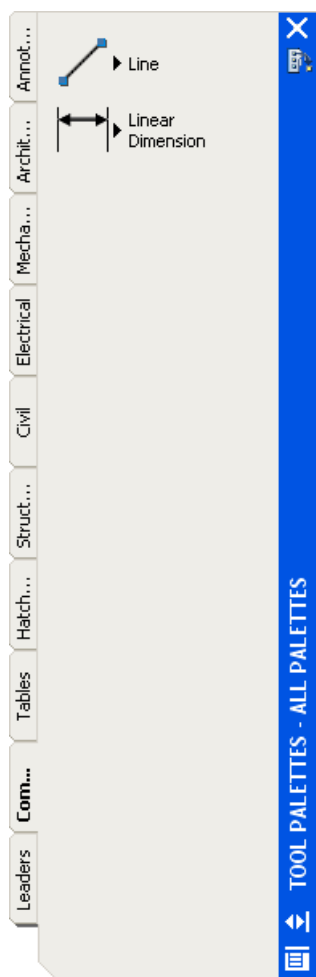 Annot...
Archit...
Mecha...
Electrical
Civil
Struct...
Hatch...
Tables
Com...
Leaders
Line
Linear
Dimension
TOOL PALETTES - ALL PALETTES